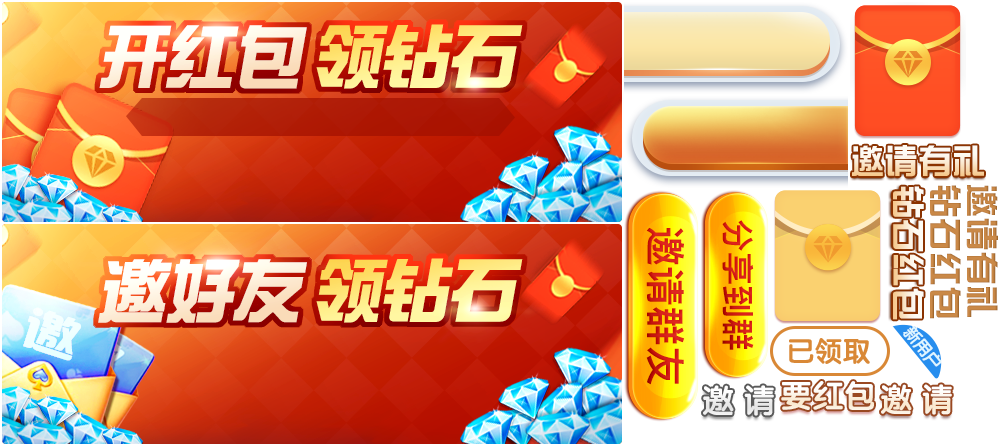 开红包 领钻石
邀好友 领钻石
邀
邀请有礼
邀请群友
分享到群
钻石红包
钻石红包
邀请有礼
已领取
新用户
邀 请
要红包
邀 请